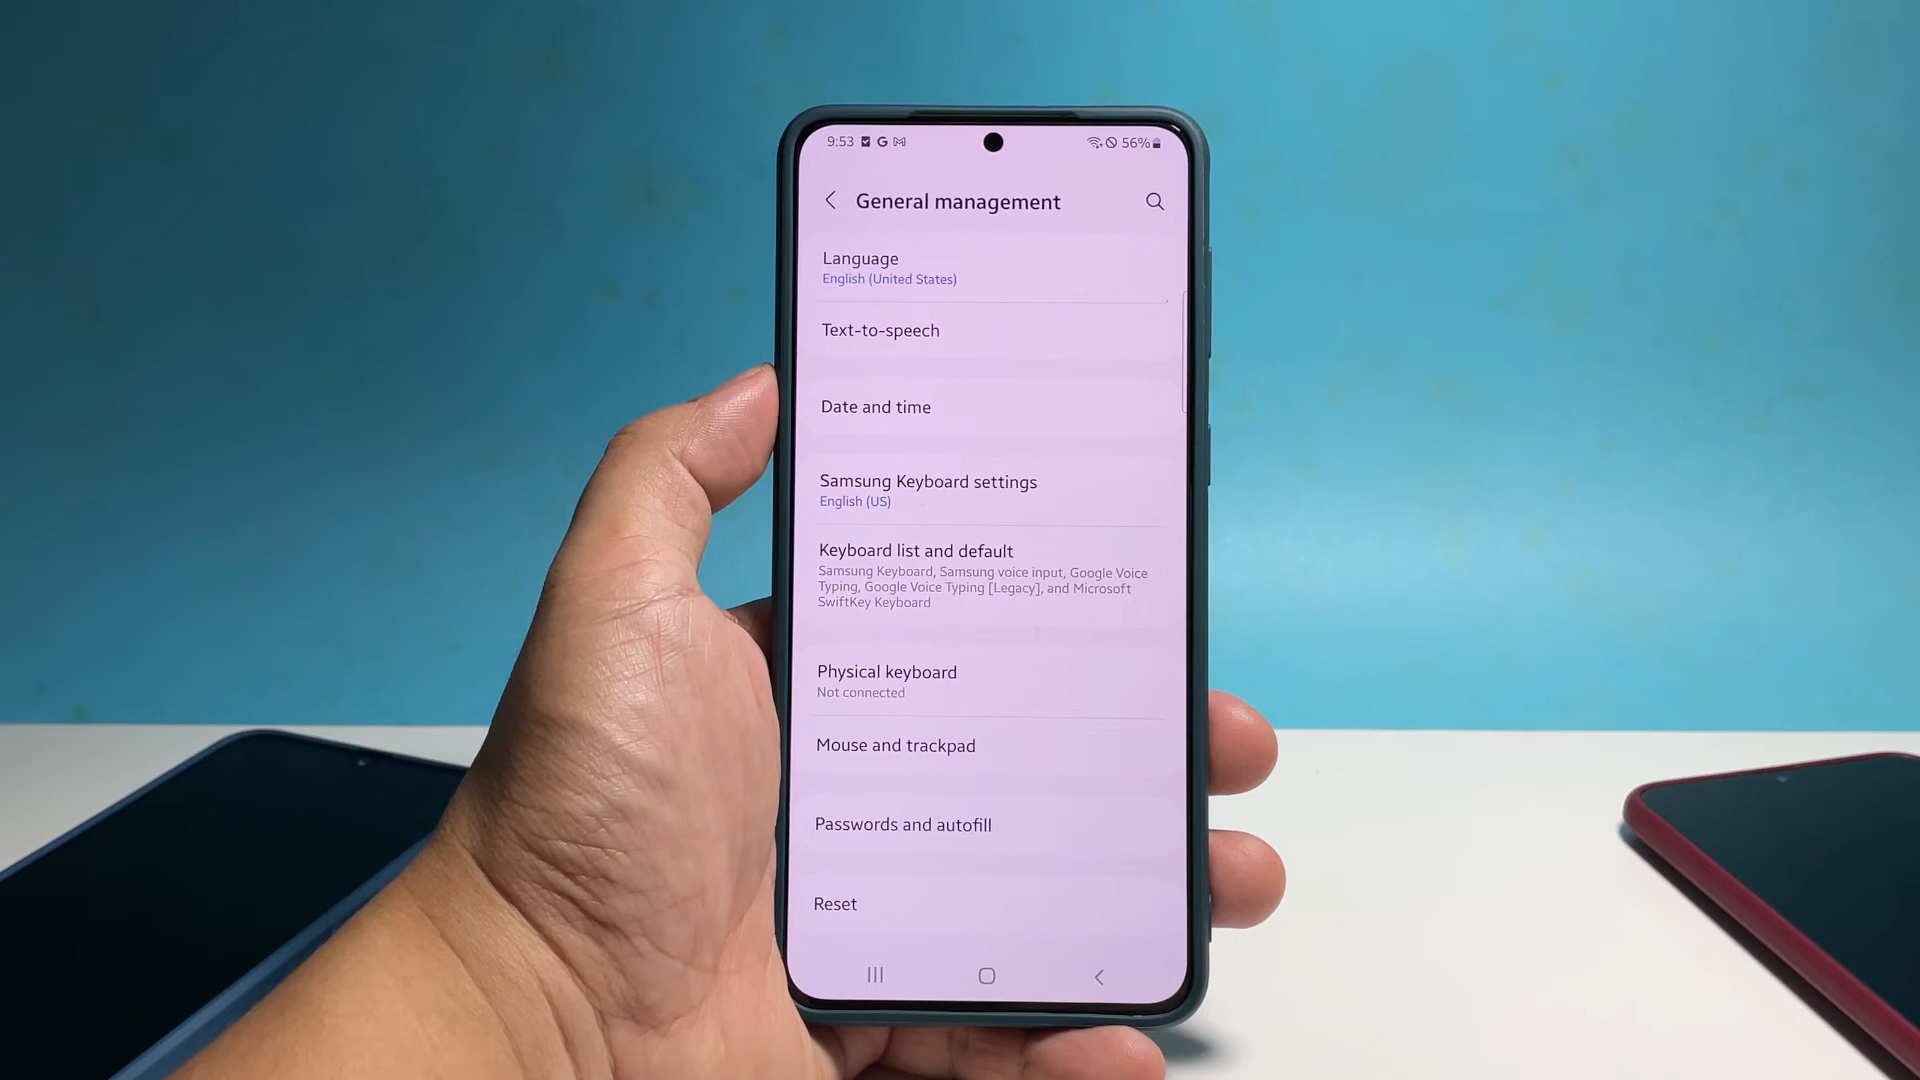 9:53 G 56%
General management
Language
English (United States)
Text-to-speech
Date and time
Samsung Keyboard settings
English (US)
Keyboard list and default
Samsung Keyboard, Samsung voice input, Google Voice
Typing, Google Voice Typing [Legacy], and Microsoft
SwiftKey Keyboard
Physical keyboard
Not connected
Mouse and trackpad
Passwords and autofill
Reset